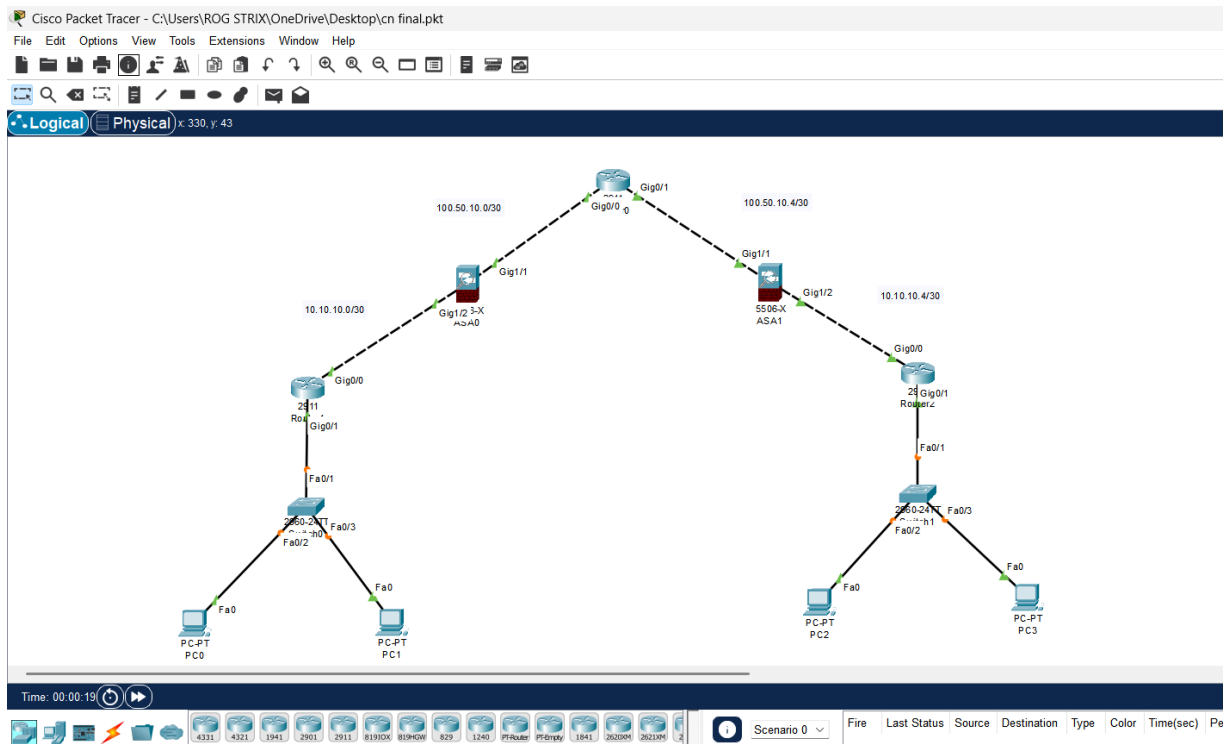 Cisco Packet Tracer - C:\Users\ROG STRIX\OneDrive\Desktop\cn final.pkt
File Edit Options View Tools Extensions Window Help
Logical Physical x: 330, y: 43
Gig0/1
100.50.10.0/30
Gig0/0
100.50.10.4/30
Gig1/1
Gig1/1
10.10.10.0/30
Gig1/2
ASA0
5506-X
ASA1
Gig1/2
10.10.10.4/30
Gig0/0
Gig0/0
2911
Gig0/1
Gig0/1
Router2
Fa0/1
Fa0/1
Fa0/3
Fa0/2
Fa0/3
Fa0/2
Fa0
Fa0
Fa0
Fa0
PC-PT
PC0
PC-PT
PC1
PC-PT
PC2
PC-PT
PC3
Time: 00:00:19
4331 4321 1941 2901 2911 819IOX 819HGW 829 1240 PT-Router PT-Empty 1841 2620XM 2621XM
Scenario 0
Fire Last Status Source Destination Type Color Time(sec) Pe